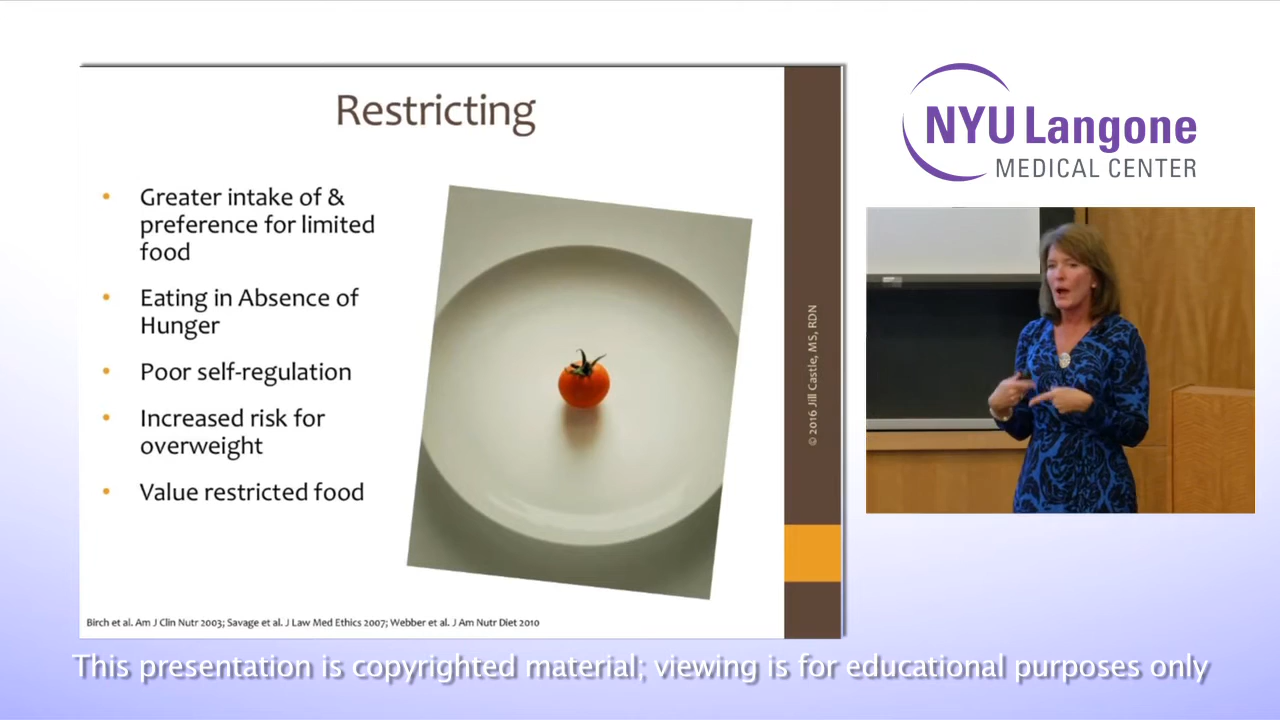 Restricting
• Greater intake of &
preference for limited
food
• Eating in Absence of
Hunger
• Poor self-regulation
• Increased risk for
overweight
• Value restricted food
Birch et al. Am J Clin Nutr 2003; Savage et al. J Law Med Ethics 2007; Webber et al. J Am Nutr Diet 2010
© 2016 Jill Castle, MS, RDN
NYU Langone
MEDICAL CENTER
This presentation is copyrighted material; viewing is for educational purposes only